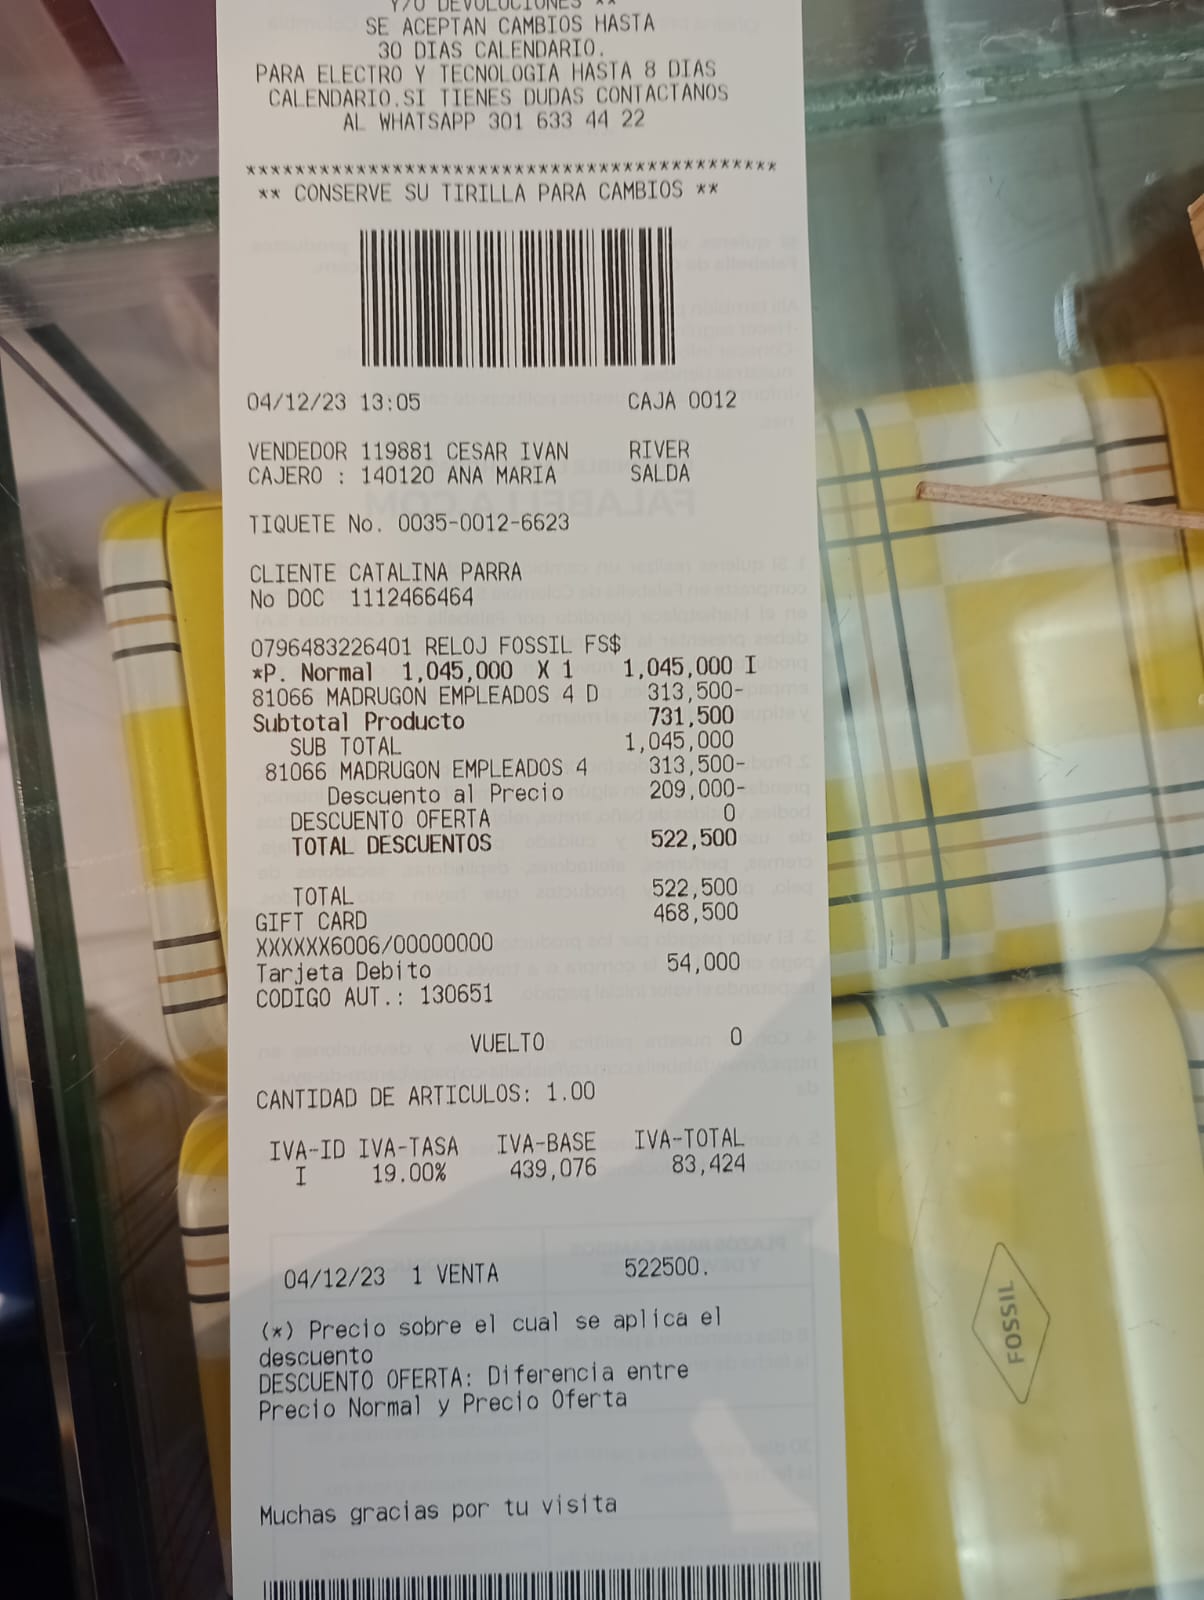 Y/O DEVOLUCIONES **
SE ACEPTAN CAMBIOS HASTA
30 DIAS CALENDARIO.
PARA ELECTRO Y TECNOLOGIA HASTA 8 DIAS
CALENDARIO.SI TIENES DUDAS CONTACTANOS
AL WHATSAPP 301 633 44 22
********************************************
** CONSERVE SU TIRILLA PARA CAMBIOS **
04/12/23 13:05 CAJA 0012
VENDEDOR 119881 CESAR IVAN RIVER
CAJERO : 140120 ANA MARIA SALDA
TIQUETE No. 0035-0012-6623
CLIENTE CATALINA PARRA
No DOC 1112466464
0796483226401 RELOJ FOSSIL FS$
*P. Normal 1,045,000 X 1 1,045,000 I
81066 MADRUGON EMPLEADOS 4 D 313,500-
Subtotal Producto 731,500
SUB TOTAL 1,045,000
81066 MADRUGON EMPLEADOS 4 313,500-
Descuento al Precio 209,000-
DESCUENTO OFERTA 0
TOTAL DESCUENTOS 522,500
TOTAL 522,500
GIFT CARD 468,500
XXXXXX6006/00000000
Tarjeta Debito 54,000
CODIGO AUT.: 130651
VUELTO 0
CANTIDAD DE ARTICULOS: 1.00
IVA-ID IVA-TASA IVA-BASE IVA-TOTAL
I 19.00% 439,076 83,424
04/12/23 1 VENTA 522500.
(*) Precio sobre el cual se aplica el
descuento
DESCUENTO OFERTA: Diferencia entre
Precio Normal y Precio Oferta
Muchas gracias por tu visita
FOSSIL